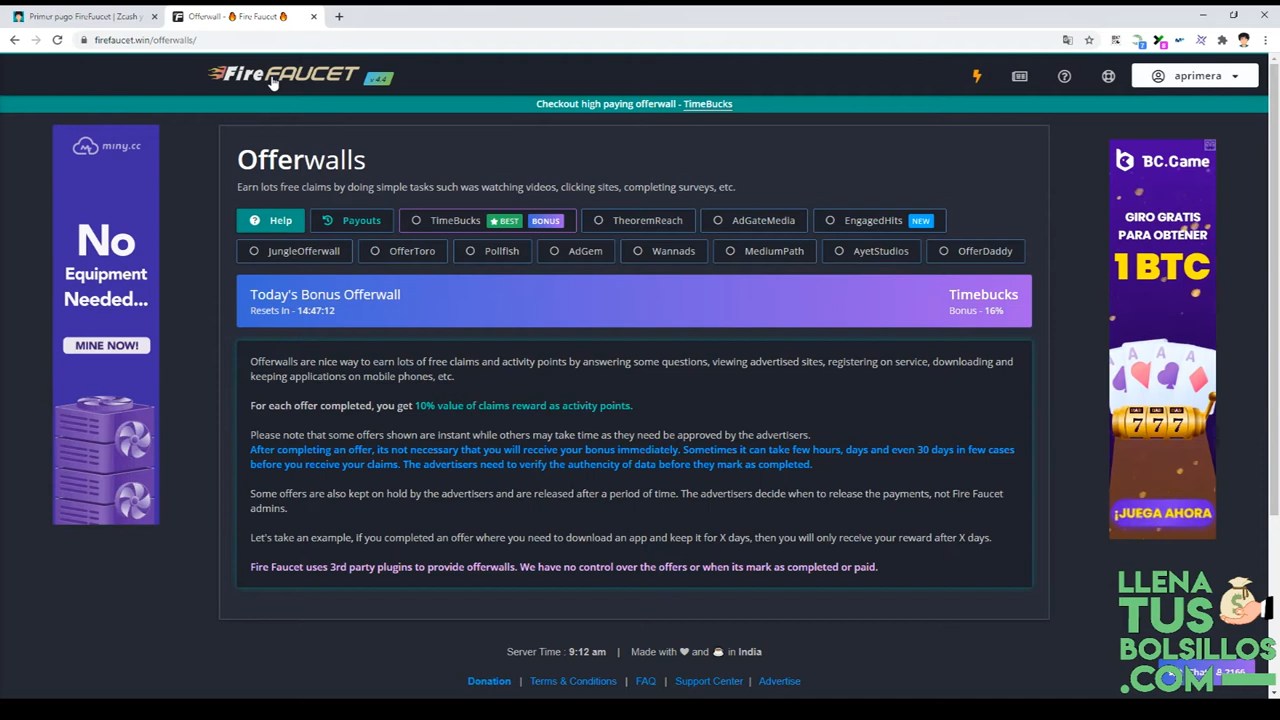 Primer pago FireFaucet | Zcash y
Offerwall - 🔥 Fire Faucet 🔥
firefaucet.win/offerwalls/
7
8
FireFAUCET v 4.4
aprimera
Checkout high paying offerwall - TimeBucks
miny.cc
No
Equipment
Needed...
MINE NOW!
Offerwalls
Earn lots free claims by doing simple tasks such was watching videos, clicking sites, completing surveys, etc.
Help
Payouts
TimeBucks BEST BONUS
TheoremReach
AdGateMedia
EngagedHits NEW
JungleOfferwall
OfferToro
Pollfish
AdGem
Wannads
MediumPath
AyetStudios
OfferDaddy
Today's Bonus Offerwall
Resets In - 14:47:12
Timebucks
Bonus - 16%
Offerwalls are nice way to earn lots of free claims and activity points by answering some questions, viewing advertised sites, registering on service, downloading and
keeping applications on mobile phones, etc.
For each offer completed, you get 10% value of claims reward as activity points.
Please note that some offers shown are instant while others may take time as they need be approved by the advertisers.
After completing an offer, its not necessary that you will receive your bonus immediately. Sometimes it can take few hours, days and even 30 days in few cases
before you receive your claims. The advertisers need to verify the authencity of data before they mark as completed.
Some offers are also kept on hold by the advertisers and are released after a period of time. The advertisers decide when to release the payments, not Fire Faucet
admins.
Let's take an example, if you completed an offer where you need to download an app and keep it for X days, then you will only receive your reward after X days.
Fire Faucet uses 3rd party plugins to provide offerwalls. We have no control over the offers or when its mark as completed or paid.
BC.Game
GIRO GRATIS
PARA OBTENER
1 BTC
777
¡JUEGA AHORA
Server Time : 9:12 am | Made with ❤ and ☕ in India
Donation | Terms & Conditions | FAQ | Support Center | Advertise
LLENA
TUS
BOLSILLOS
.COM
2166